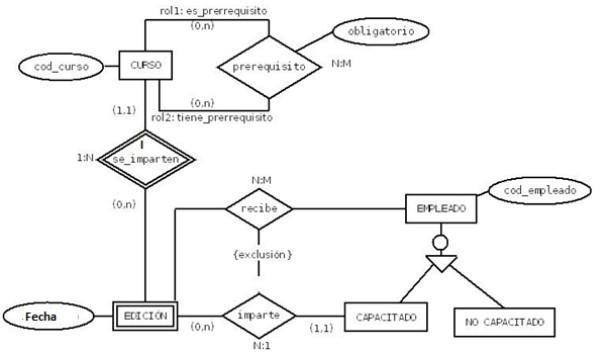 rol1: es_prerrequisito
(0,n)
obligatorio
cod_curso
CURSO
prerequisito
N:M
(0,n)
(1,1)
rol2: tiene_prerrequisito
1:N
se_imparten
N:M
cod_empleado
(0,n)
recibe
EMPLEADO
{exclusión}
Fecha
EDICIÓN
(0,n)
imparte
(1,1)
CAPACITADO
NO CAPACITADO
N:1